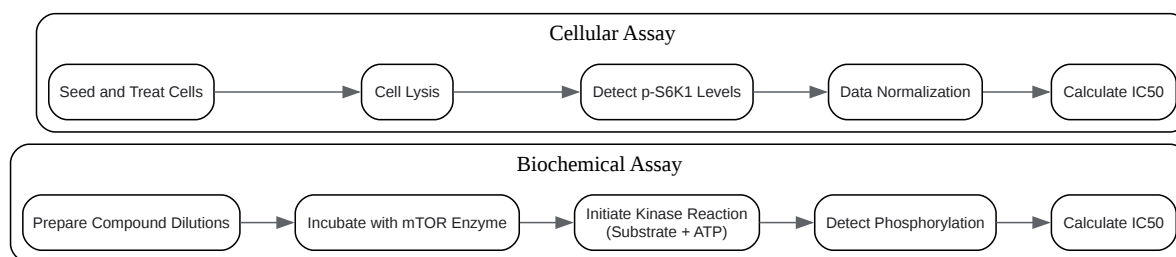 Cellular Assay
Seed and Treat Cells
Cell Lysis
Detect p-S6K1 Levels
Data Normalization
Calculate IC50
Biochemical Assay
Prepare Compound Dilutions
Incubate with mTOR Enzyme
Initiate Kinase Reaction
(Substrate + ATP)
Detect Phosphorylation
Calculate IC50